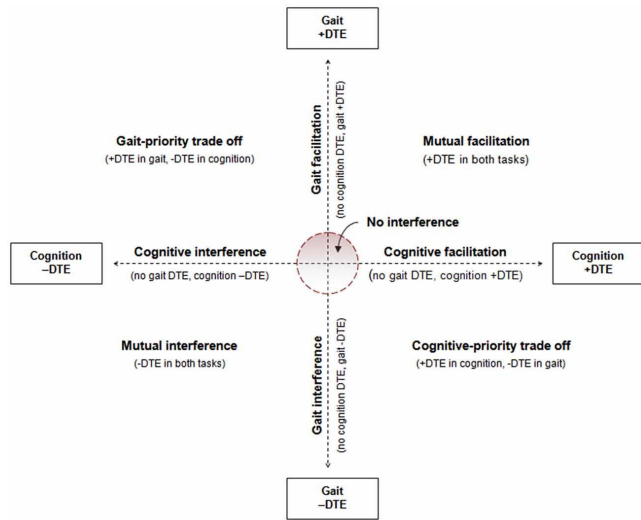 Gait
+DTE
Gait facilitation
(no cognition DTE, gait +DTE)
Gait-priority trade off
(+DTE in gait, -DTE in cognition)
Mutual facilitation
(+DTE in both tasks)
No interference
Cognition
–DTE
Cognitive interference
(no gait DTE, cognition –DTE)
Cognitive facilitation
(no gait DTE, cognition +DTE)
Cognition
+DTE
Mutual interference
(-DTE in both tasks)
Gait interference
(no cognition DTE, gait -DTE)
Cognitive-priority trade off
(+DTE in cognition, -DTE in gait)
Gait
–DTE